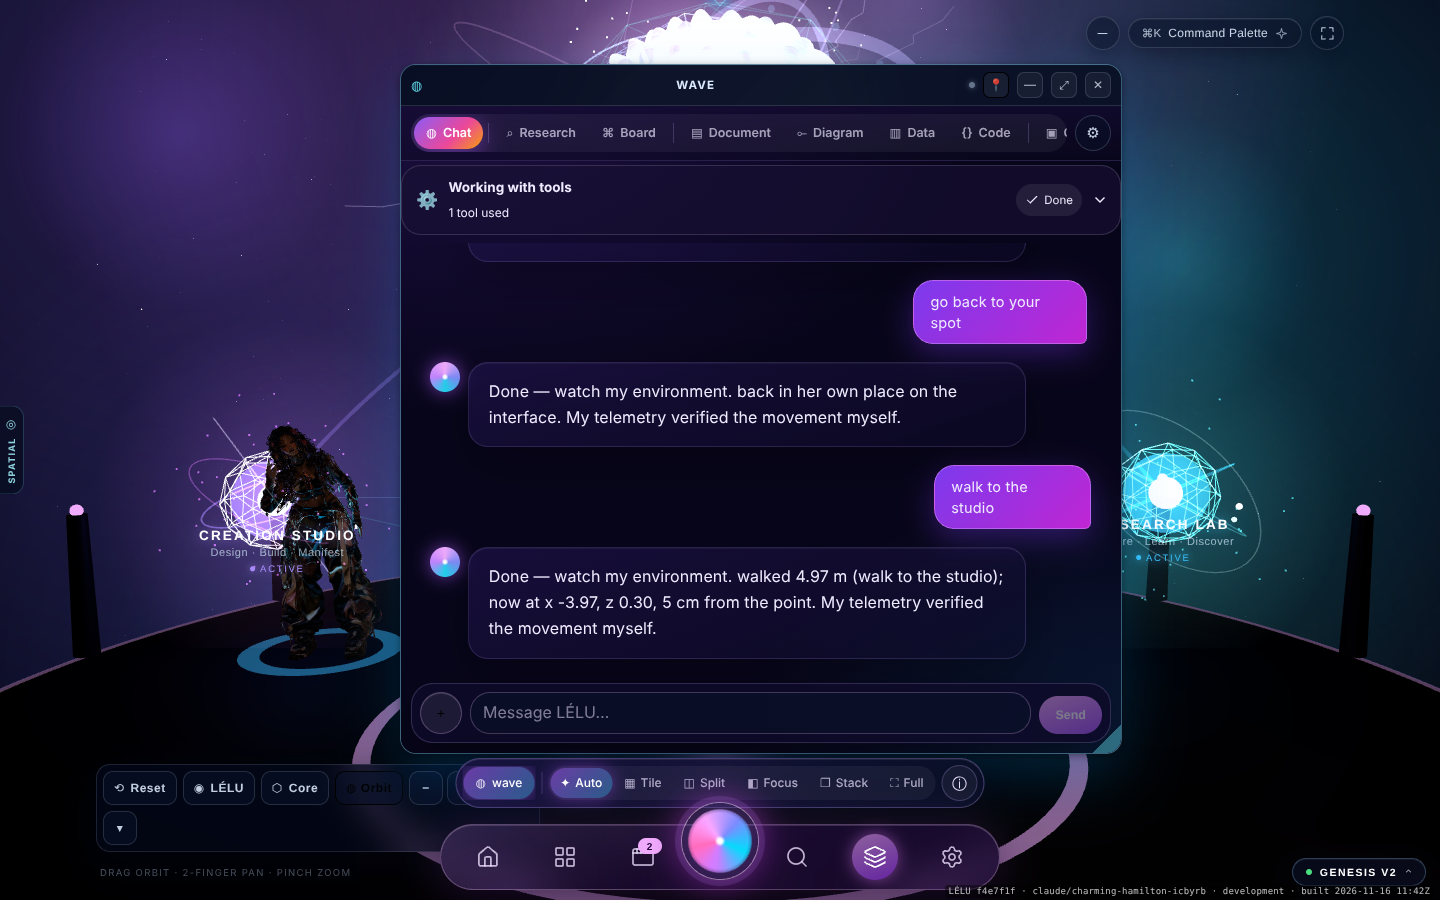 ⌘K Command Palette
WAVE
Chat
Research
Board
Document
Diagram
Data
{} Code
Working with tools
1 tool used
Done
go back to your
spot
Done — watch my environment. back in her own place on the
interface. My telemetry verified the movement myself.
walk to the
studio
Done — watch my environment. walked 4.97 m (walk to the studio);
now at x -3.97, z 0.30, 5 cm from the point. My telemetry verified
the movement myself.
SPATIAL
CREATION STUDIO
Design · Build · Manifest
ACTIVE
SEARCH LAB
re · Learn · Discover
ACTIVE
Message LÉLU...
Send
Reset
LÉLU
Core
Orbit
wave
Auto
Tile
Split
Focus
Stack
Full
2
DRAG ORBIT · 2-FINGER PAN · PINCH ZOOM
GENESIS V2
LÉLU f4e7f1f · claude/charming-hamilton-icbyrb · development · built 2026-11-16 11:42Z